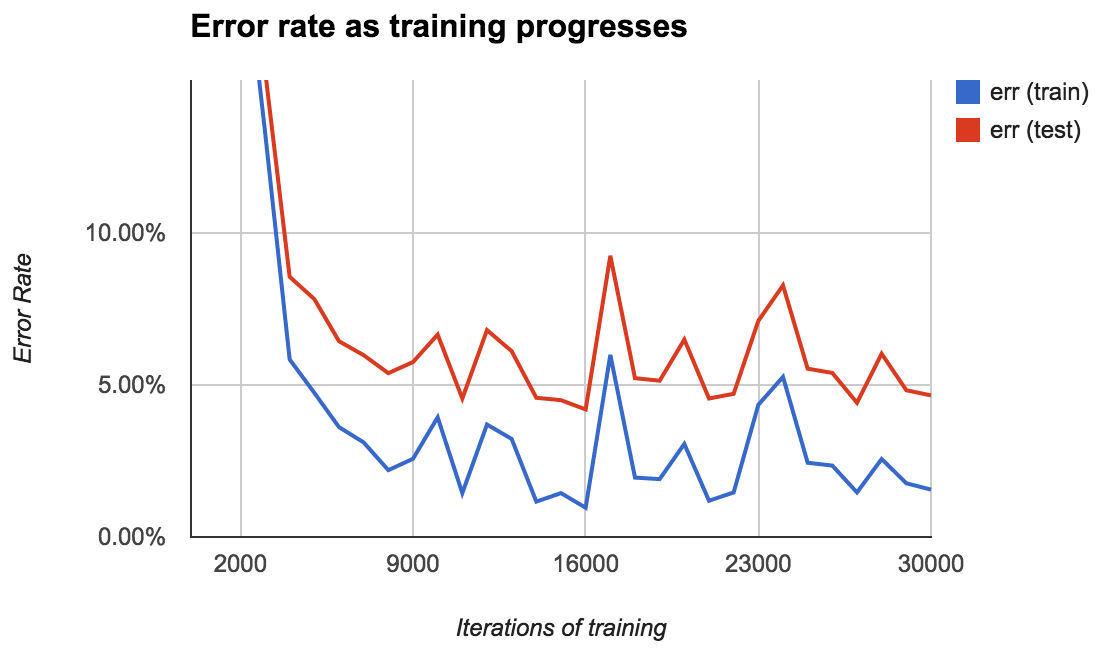 Error rate as training progresses
err (train)
err (test)
Error Rate
10.00%
5.00%
0.00%
2000 9000 16000 23000 30000
Iterations of training